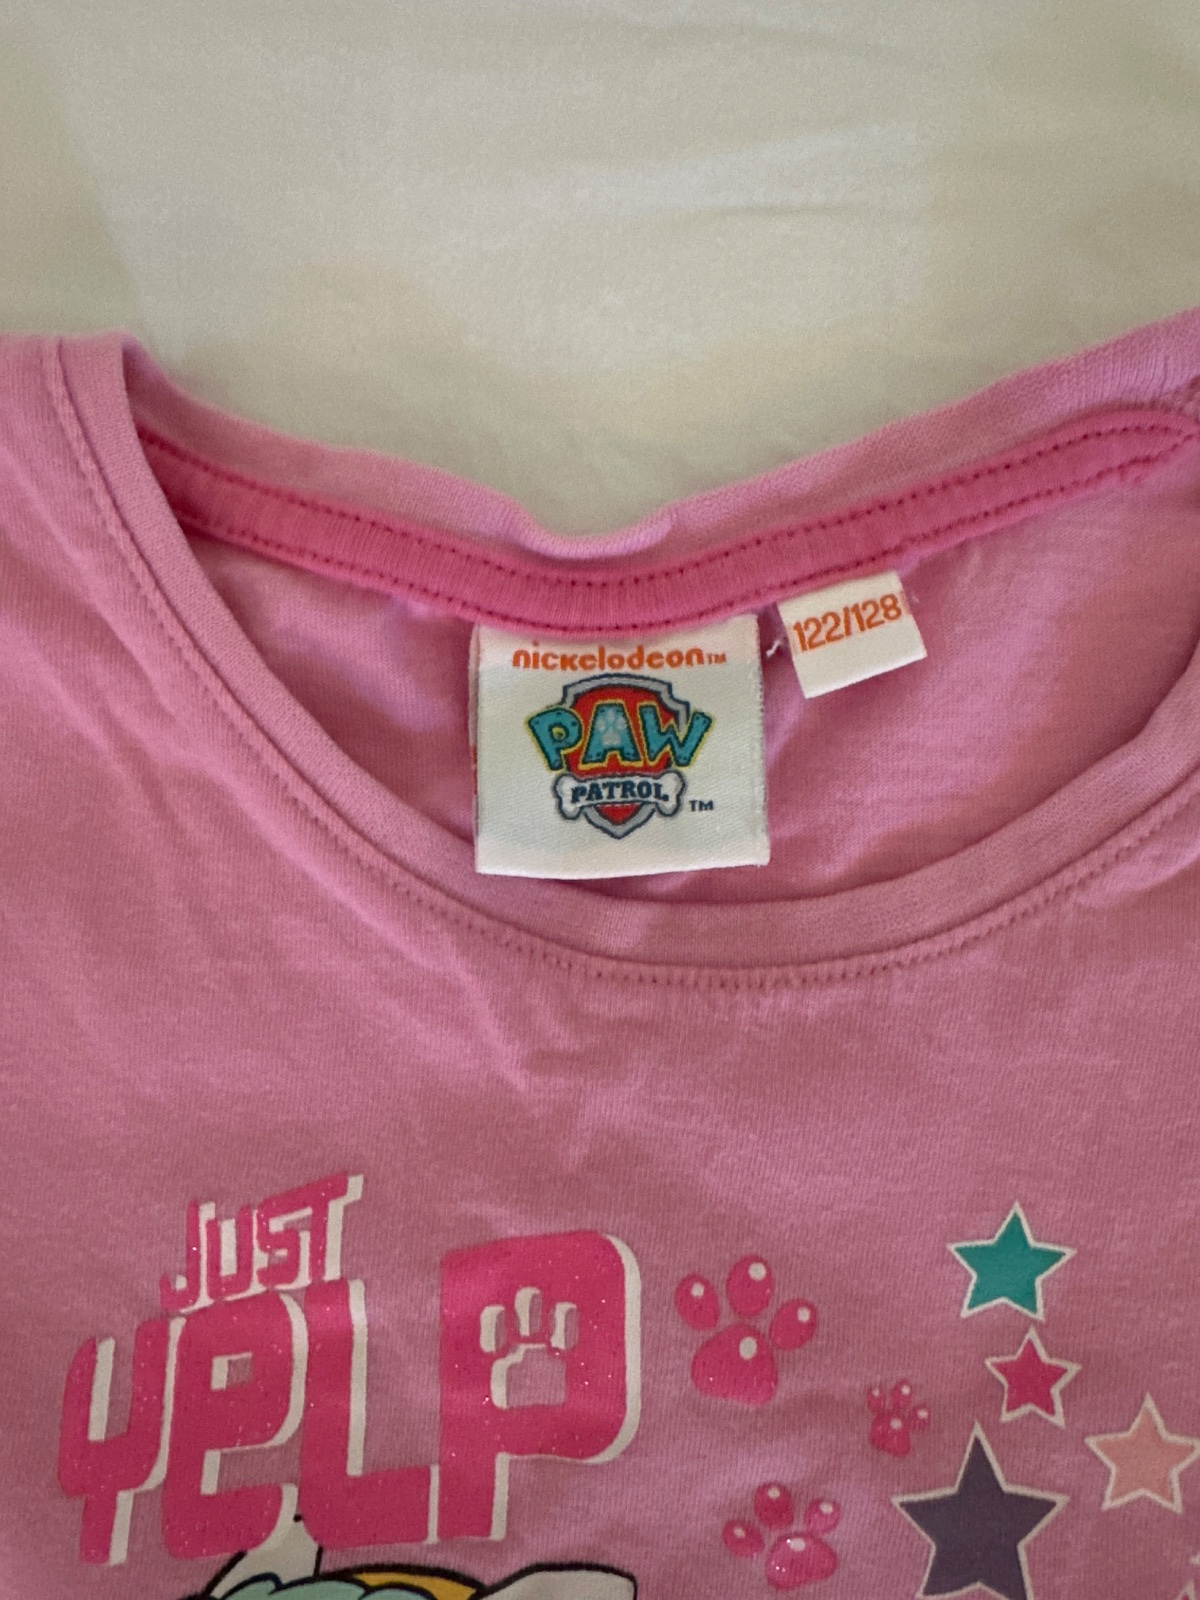 nickelodeon™
122/128
PAW
PATROL ™
JUST
YELP